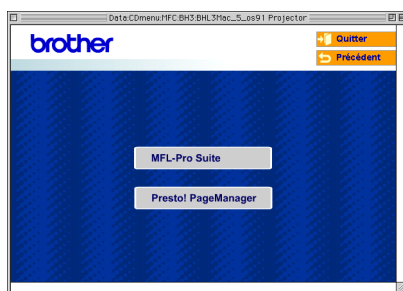 Data:CDmenu:MFC:BH3:BHL3Mac_5_os91 Projector
brother
Quitter
Précédent
MFL-Pro Suite
Presto! PageManager